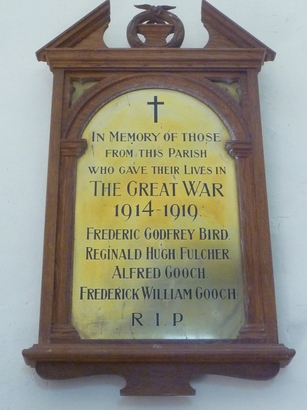 In Memory of those
from this Parish
who gave their Lives in
The Great War
1914-1919.
Frederic Godfrey Bird.
Reginald Hugh Fulcher.
Alfred Gooch.
Frederick William Gooch.
R.I.P.